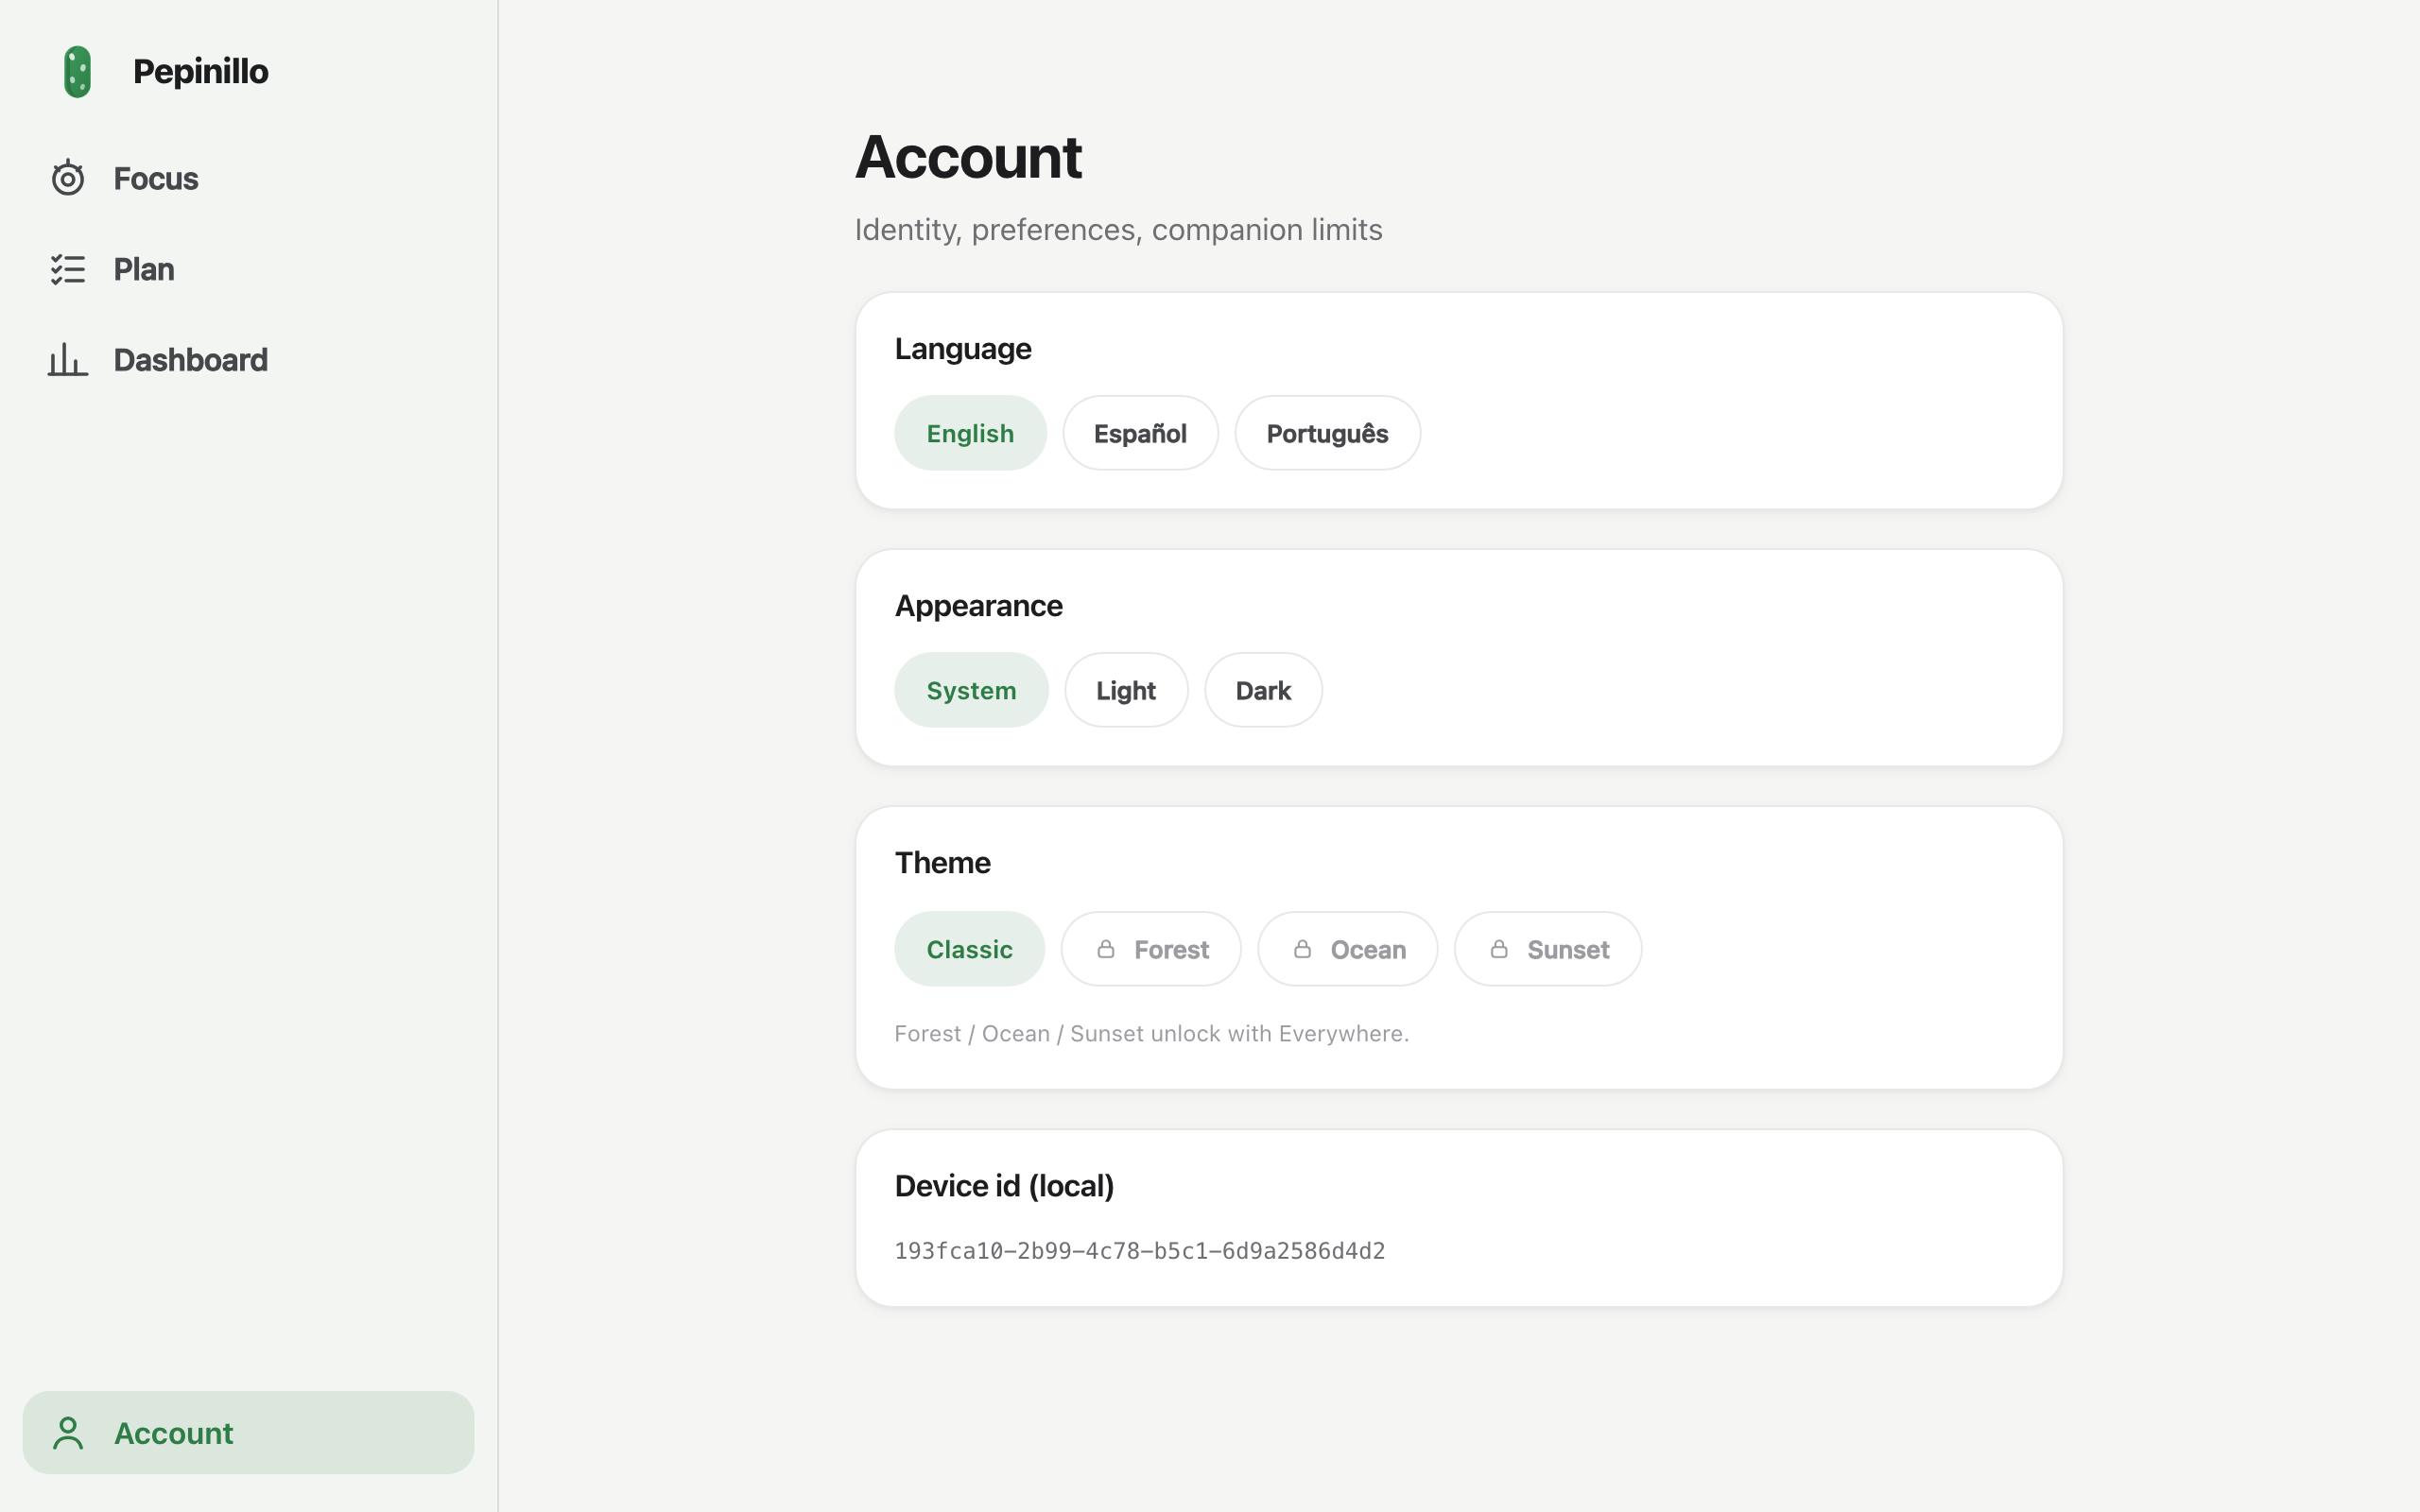 Pepinillo
Focus
Plan
Dashboard
Account
Account
Identity, preferences, companion limits
Language
English Español Português
Appearance
System Light Dark
Theme
Classic Forest Ocean Sunset
Forest / Ocean / Sunset unlock with Everywhere.
Device id (local)
193fca10-2b99-4c78-b5c1-6d9a2586d4d2